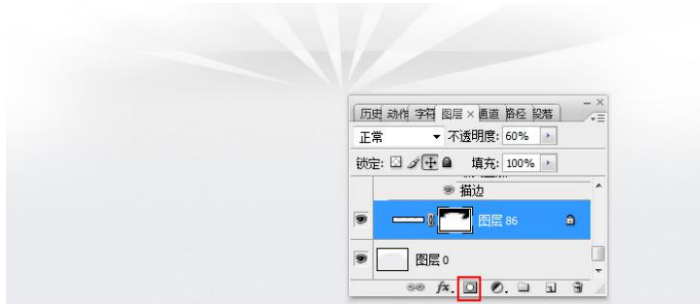 历史 动作 字符 图层 × 通道 路径 段落
正常 不透明度: 60%
锁定: 填充: 100%
描边
图层 86
图层 0
fx.